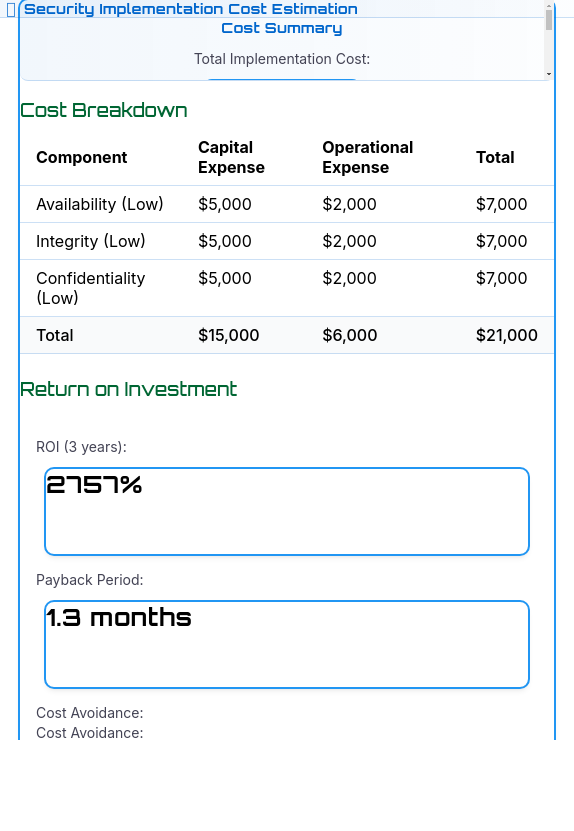 Security Implementation Cost Estimation
Cost Summary
Total Implementation Cost:
Cost Breakdown
Component Capital Expense Operational Expense Total
Availability (Low) $5,000 $2,000 $7,000
Integrity (Low) $5,000 $2,000 $7,000
Confidentiality (Low) $5,000 $2,000 $7,000
Total $15,000 $6,000 $21,000
Return on Investment
ROI (3 years):
2757%
Payback Period:
1.3 months
Cost Avoidance:
Cost Avoidance: